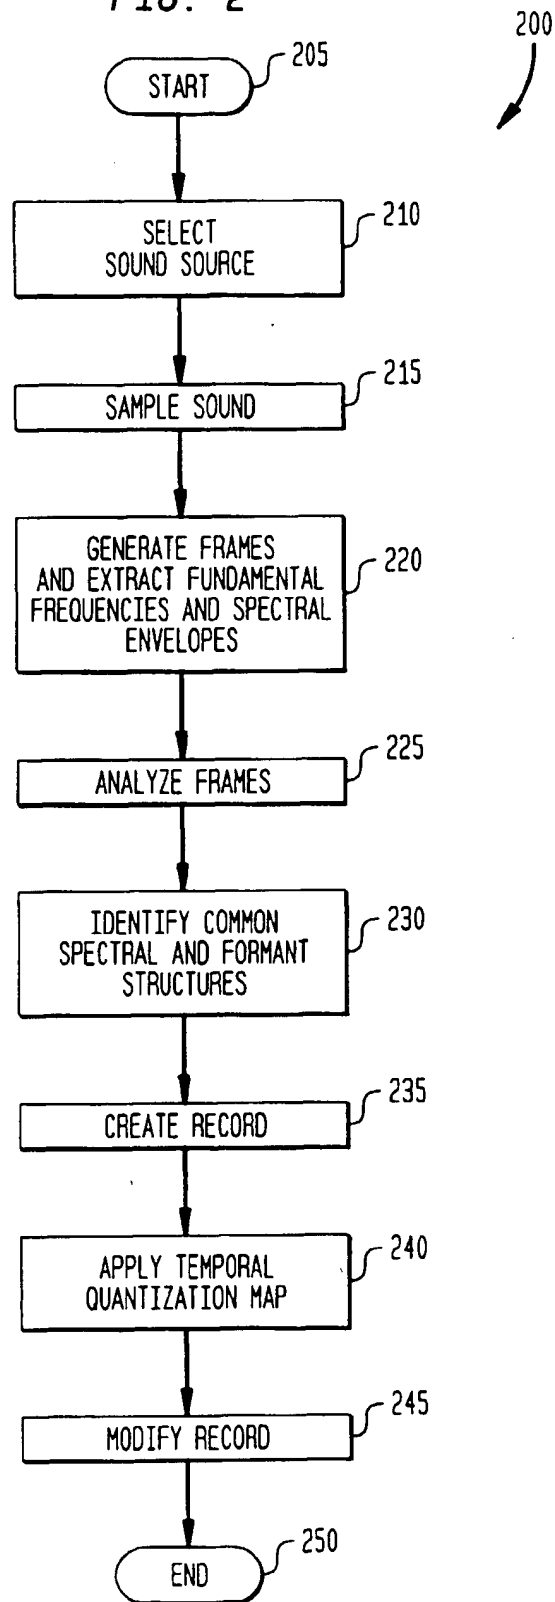 FIG. 2
200
START
205
SELECT
SOUND SOURCE
210
SAMPLE SOUND
215
GENERATE FRAMES
AND EXTRACT FUNDAMENTAL
FREQUENCIES AND SPECTRAL
ENVELOPES
220
ANALYZE FRAMES
225
IDENTIFY COMMON
SPECTRAL AND FORMANT
STRUCTURES
230
CREATE RECORD
235
APPLY TEMPORAL
QUANTIZATION MAP
240
MODIFY RECORD
245
END
250